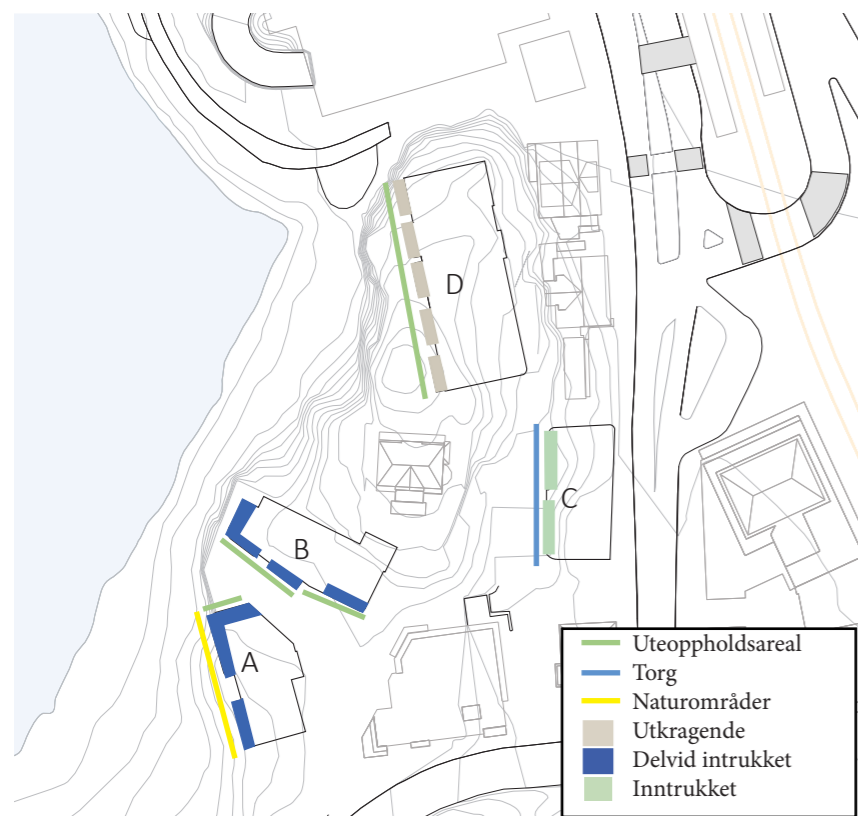 D
C
B
A
Uteoppholdsareal
Torg
Naturområder
Utkragende
Delvid intrukket
Inntrukket